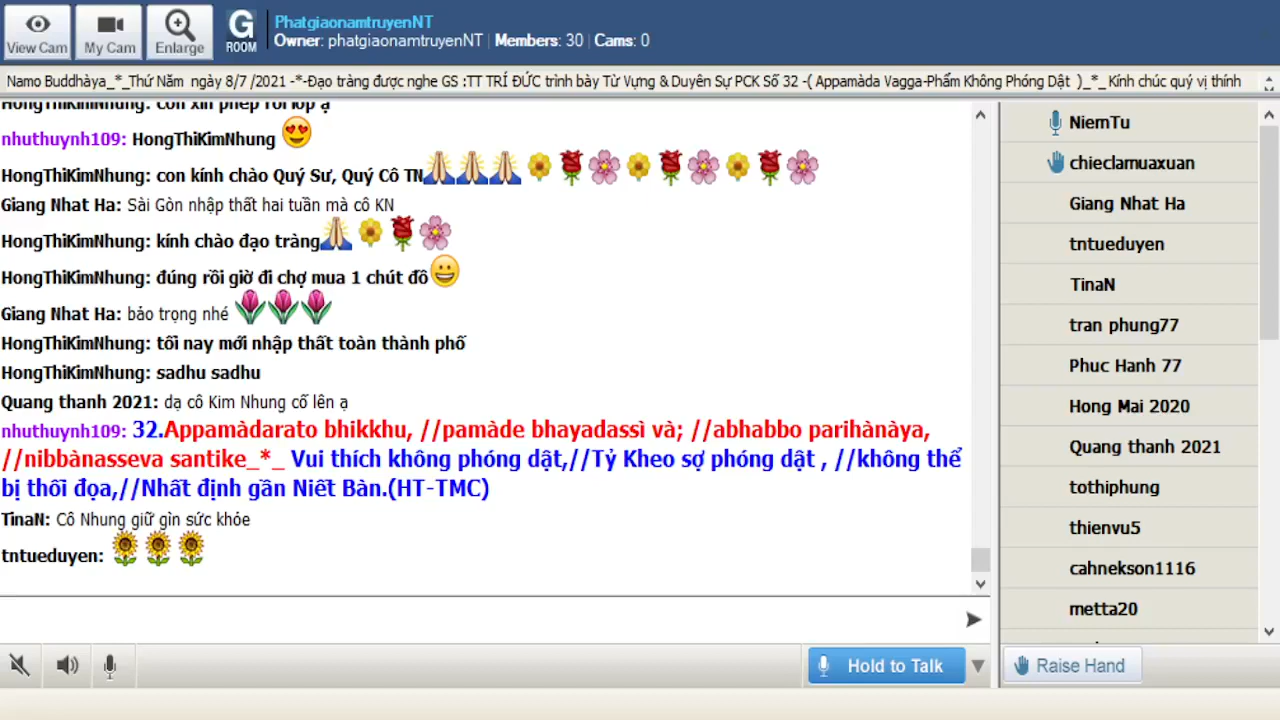 View Cam
My Cam
Enlarge
G
ROOM
PhatgiaonamtruyenNT
Owner: phatgiaonamtruyenNT | Members: 30 | Cams: 0
Namo Buddhàya_*_Thứ Năm ngày 8/7 /2021 -*-Đạo tràng được nghe GS :TT TRÍ ĐỨC trình bày Từ Vựng & Duyên Sự PCK Số 32 -( Appamàda Vagga-Phẩm Không Phóng Dật )_*_ Kính chúc quý vị thính
HongThiKimNhung: con xin phép rời lớp ạ
nhuthuynh109: HongThiKimNhung
HongThiKimNhung: con kính chào Quý Sư, Quý Cô TN
Giang Nhat Ha: Sài Gòn nhập thất hai tuần mà cô KN
HongThiKimNhung: kính chào đạo tràng
HongThiKimNhung: đúng rồi giờ đi chợ mua 1 chút đồ
Giang Nhat Ha: bảo trọng nhé
HongThiKimNhung: tối nay mới nhập thất toàn thành phố
HongThiKimNhung: sadhu sadhu
Quang thanh 2021: dạ cô Kim Nhung cố lên ạ
nhuthuynh109: 32.Appamàdarato bhikkhu, //pamàde bhayadassì và; //abhabbo parihànàya,
//nibbànasseva santike_*_ Vui thích không phóng dật,//Tỷ Kheo sợ phóng dật , //không thể
bị thối đọa,//Nhất định gần Niết Bàn.(HT-TMC)
TinaN: Cô Nhung giữ gìn sức khỏe
tntueduyen:
Hold to Talk
NiemTu
chieclamuaxuan
Giang Nhat Ha
tntueduyen
TinaN
tran phung77
Phuc Hanh 77
Hong Mai 2020
Quang thanh 2021
tothiphung
thienvu5
cahnekson1116
metta20
Raise Hand